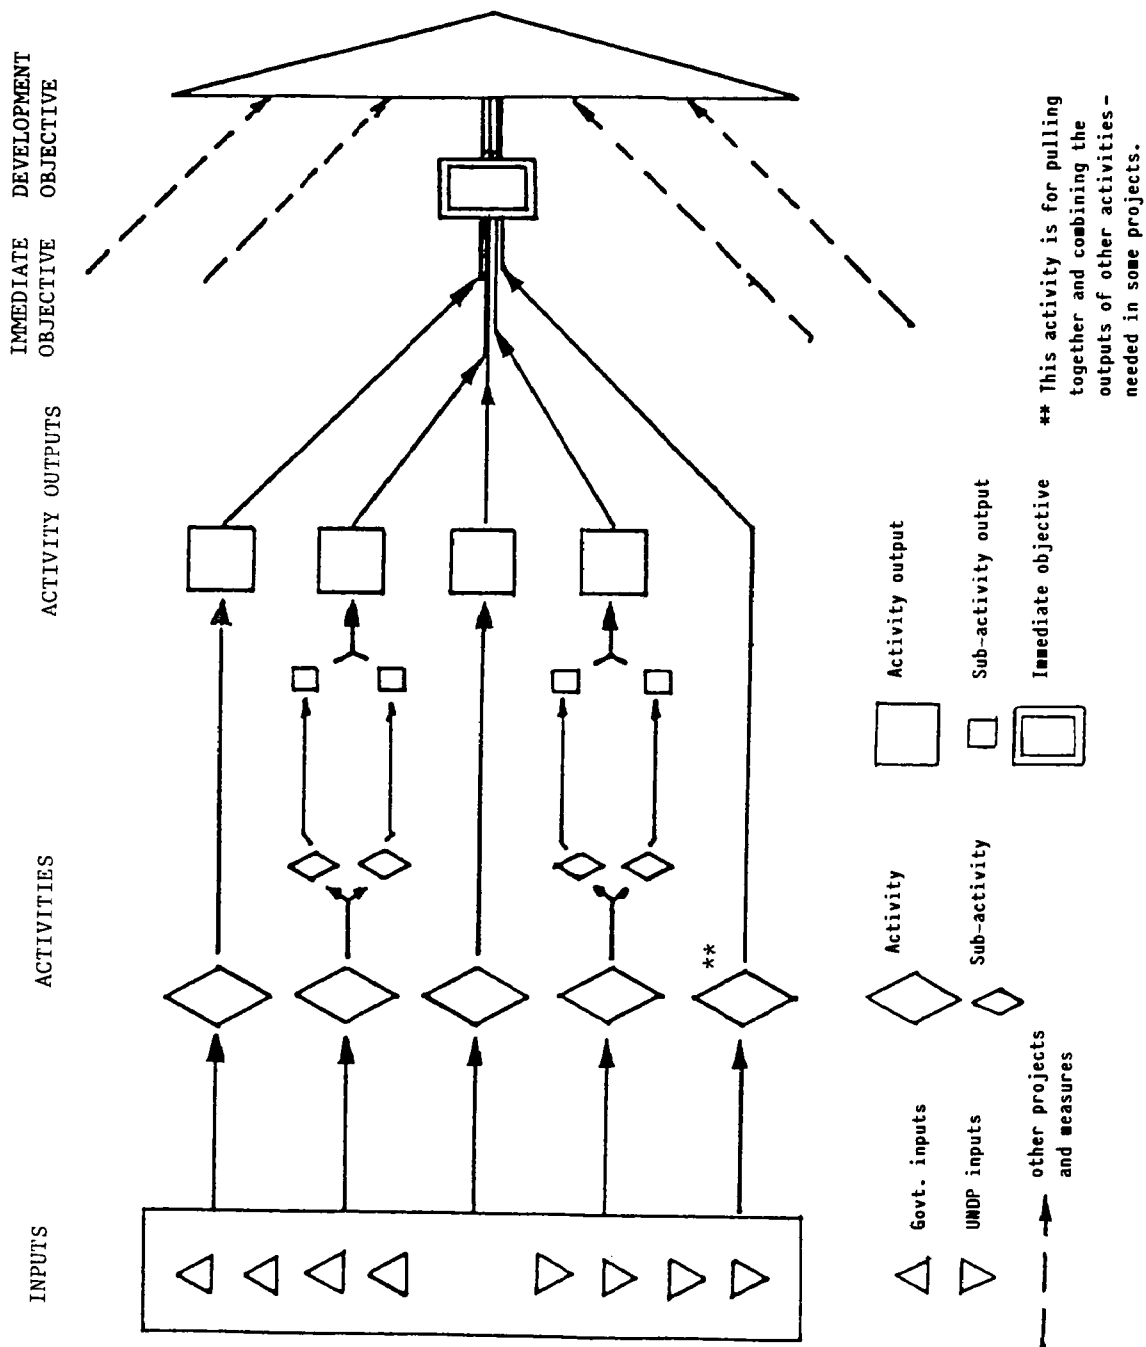 INPUTS
ACTIVITIES
ACTIVITY OUTPUTS
IMMEDIATE
OBJECTIVE
DEVELOPMENT
OBJECTIVE
**
Govt. inputs
UNDP inputs
other projects
and measures
Activity
Sub-activity
Activity output
Sub-activity output
Immediate objective
** This activity is for pulling
together and combining the
outputs of other activities-
needed in some projects.